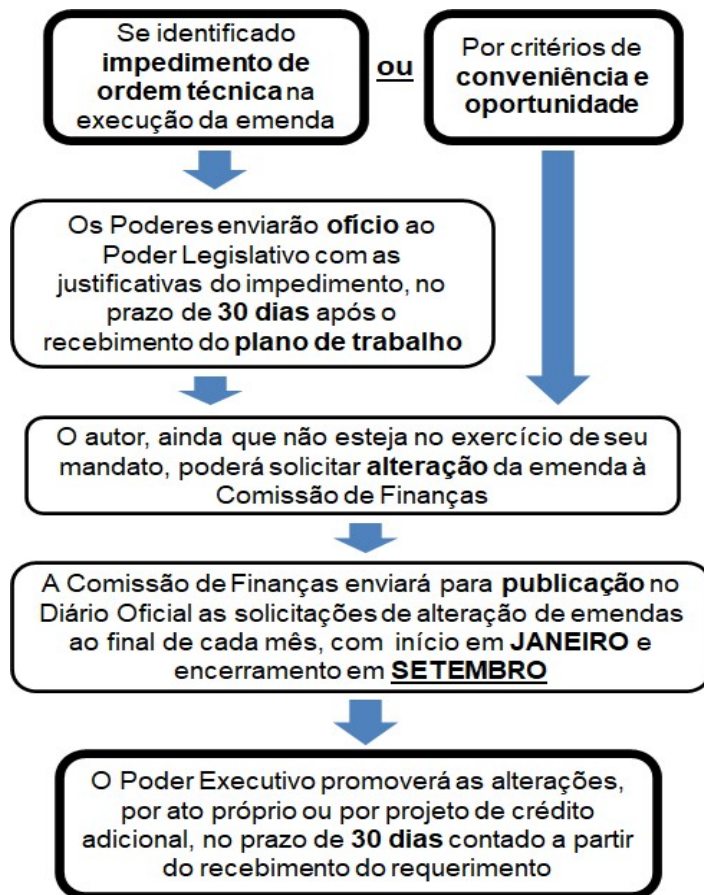 Se identificado
impedimento de
ordem técnica na
execução da emenda
ou
Por critérios de
conveniência e
oportunidade
Os Poderes enviarão ofício ao
Poder Legislativo com as
justificativas do impedimento, no
prazo de 30 dias após o
recebimento do plano de trabalho
O autor, ainda que não esteja no exercício de seu
mandato, poderá solicitar alteração da emenda à
Comissão de Finanças
A Comissão de Finanças enviará para publicação no
Diário Oficial as solicitações de alteração de emendas
ao final de cada mês, com início em JANEIRO e
encerramento em SETEMBRO
O Poder Executivo promoverá as alterações,
por ato próprio ou por projeto de crédito
adicional, no prazo de 30 dias contado a partir
do recebimento do requerimento